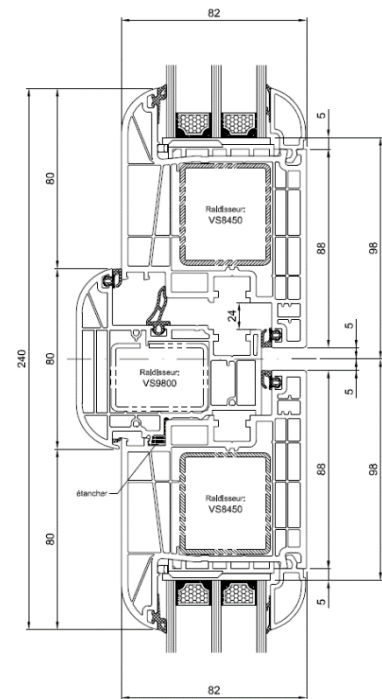 82
5
80
Raidisseur:
VS8450
88
98
24
5
240
80
Raidisseur:
VS9800
5
étancher
Raidisseur:
VS8450
88
98
80
5
82